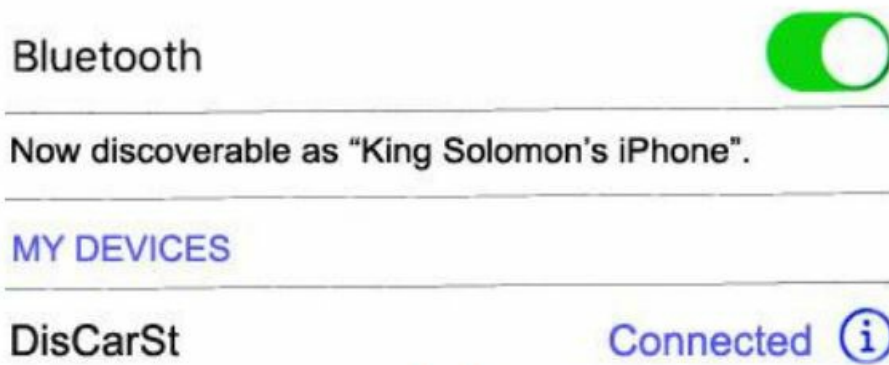 Bluetooth
Now discoverable as “King Solomon’s iPhone”.
MY DEVICES
DisCarSt Connected i